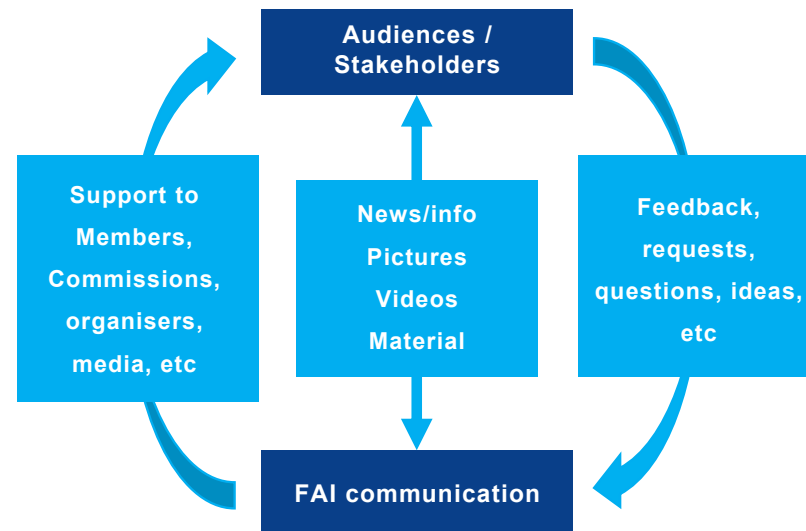 Audiences /
Stakeholders
Support to
Members,
Commissions,
organisers,
media, etc
News/info
Pictures
Videos
Material
Feedback,
requests,
questions, ideas,
etc
FAI communication